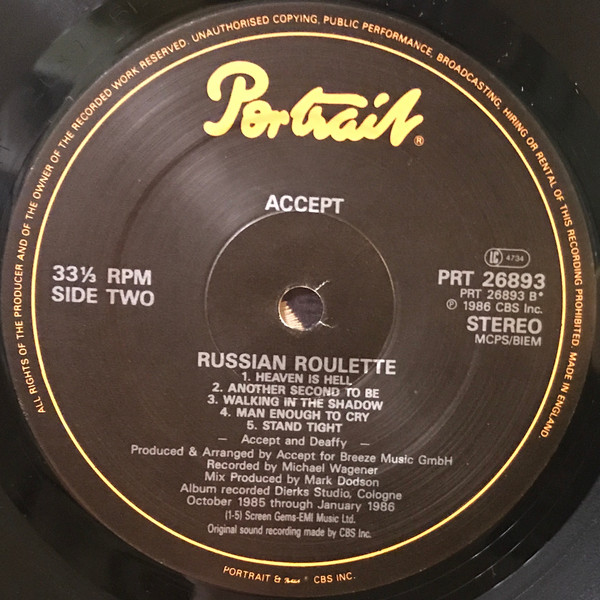 ALL RIGHTS OF THE PRODUCER AND OF THE OWNER OF THE RECORDED WORK RESERVED. UNAUTHORISED COPYING, PUBLIC PERFORMANCE, BROADCASTING, HIRING OR RENTAL OF THIS RECORDING PROHIBITED. MADE IN ENGLAND.
Portrait®
ACCEPT
33⅓ RPM
SIDE TWO
LC 4734
PRT 26893
PRT 26893 B*
℗ 1986 CBS Inc.
STEREO
MCPS/BIEM
RUSSIAN ROULETTE
1. HEAVEN IS HELL
2. ANOTHER SECOND TO BE
3. WALKING IN THE SHADOW
4. MAN ENOUGH TO CRY
5. STAND TIGHT
— Accept and Deaffy —
Produced & Arranged by Accept for Breeze Music GmbH
Recorded by Michael Wagener
Mix Produced by Mark Dodson
Album recorded Dierks Studio, Cologne
October 1985 through January 1986
(1-5) Screen Gems-EMI Music Ltd.
Original sound recording made by CBS Inc.
PORTRAIT & Portrait ® CBS INC.